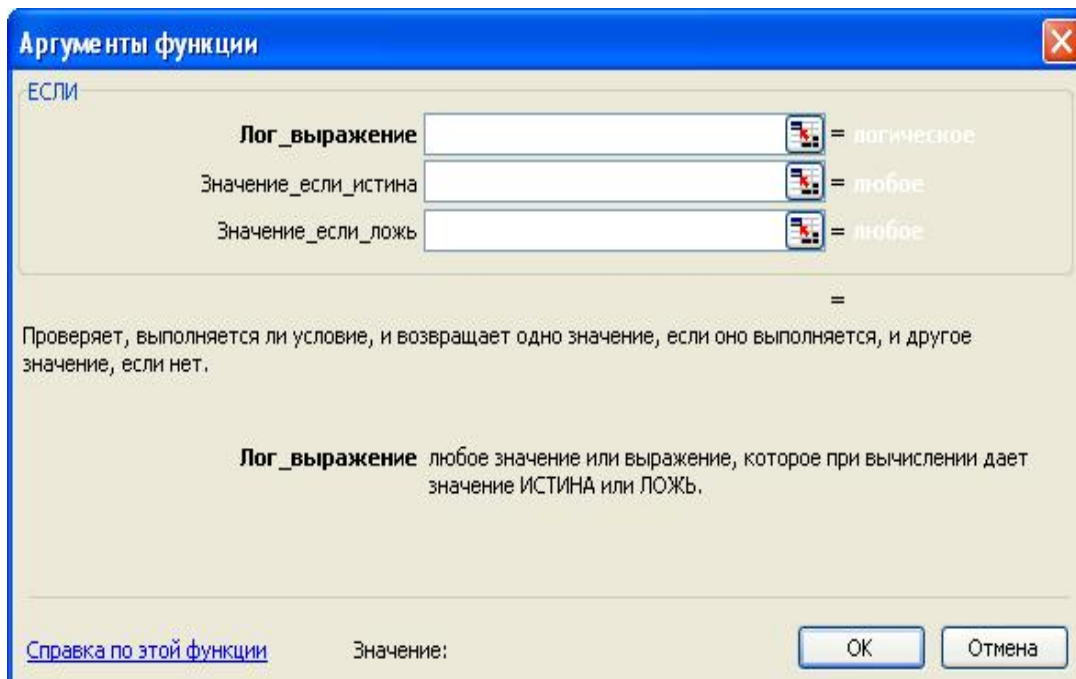 Аргументы функции
ЕСЛИ
Лог_выражение = логическое
Значение_если_истина = любое
Значение_если_ложь = любое
=
Проверяет, выполняется ли условие, и возвращает одно значение, если оно выполняется, и другое
значение, если нет.
Лог_выражение любое значение или выражение, которое при вычислении дает
значение ИСТИНА или ЛОЖЬ.
Справка по этой функции Значение: ОК Отмена